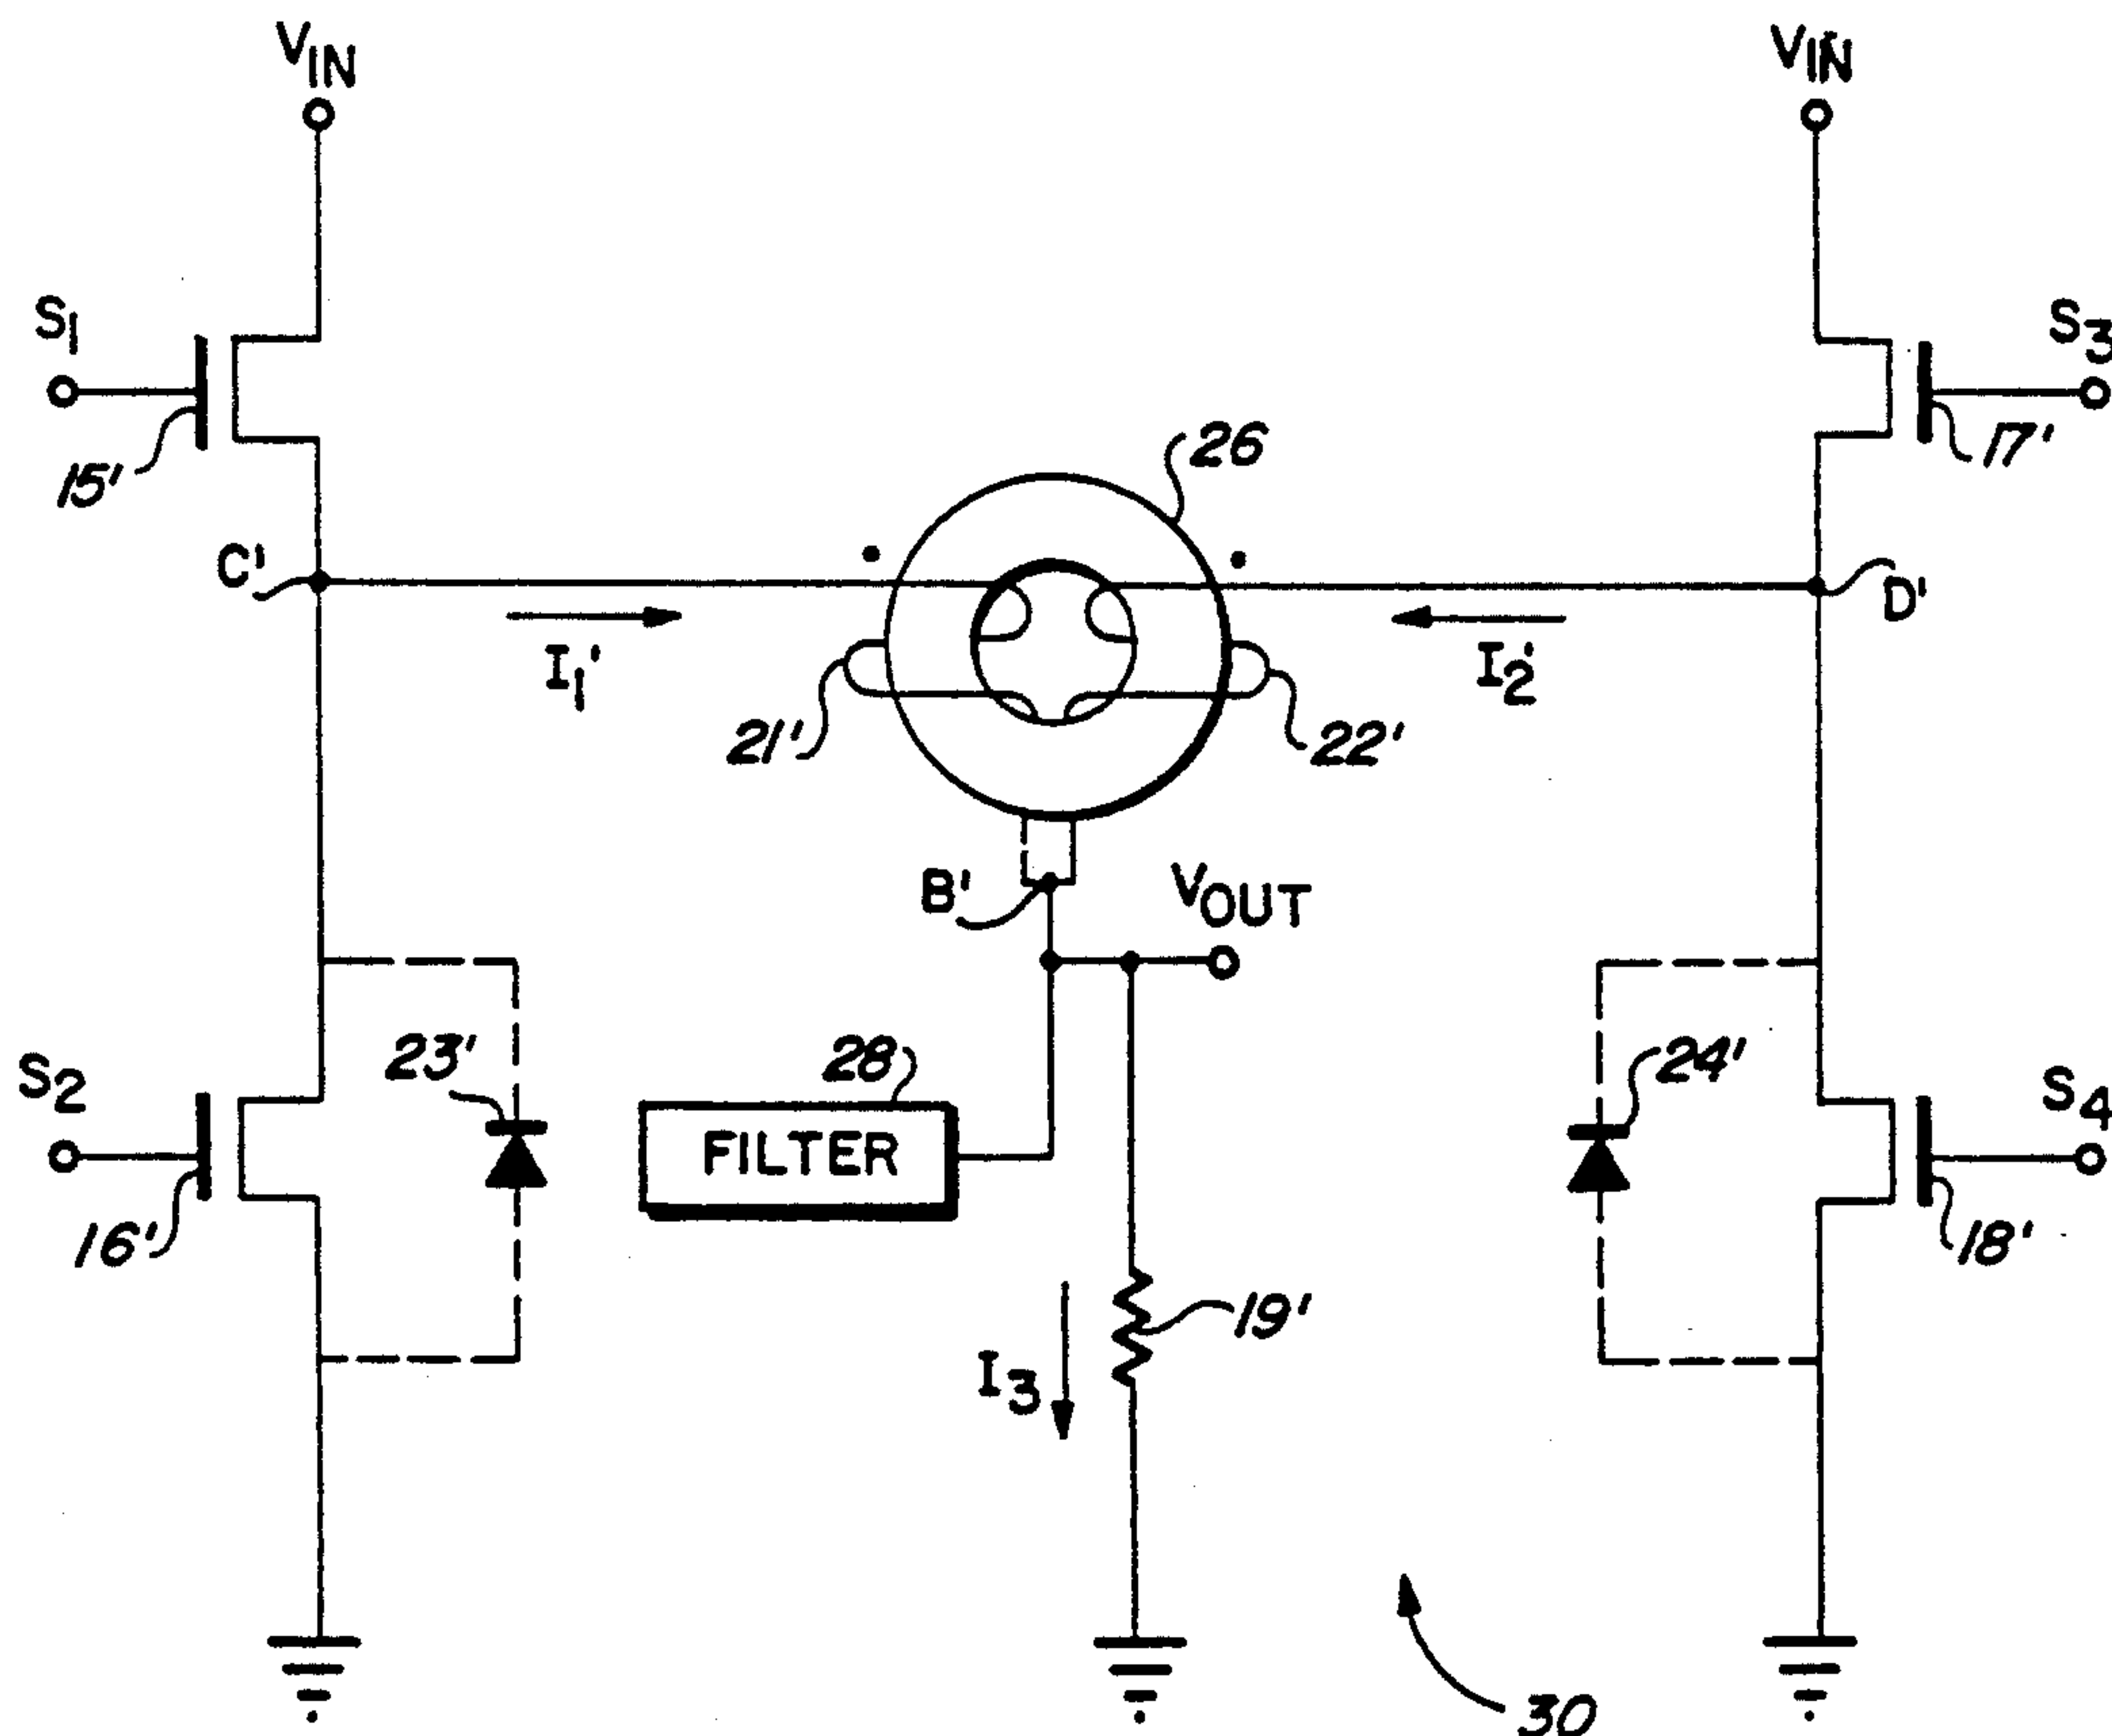 VIN
VIN
S1
S3
15'
26
17'
C'
D'
I1'
I2'
21'
22'
B'
VOUT
S2
23'
28
24'
S4
FILTER
16'
18'
19'
I3
30